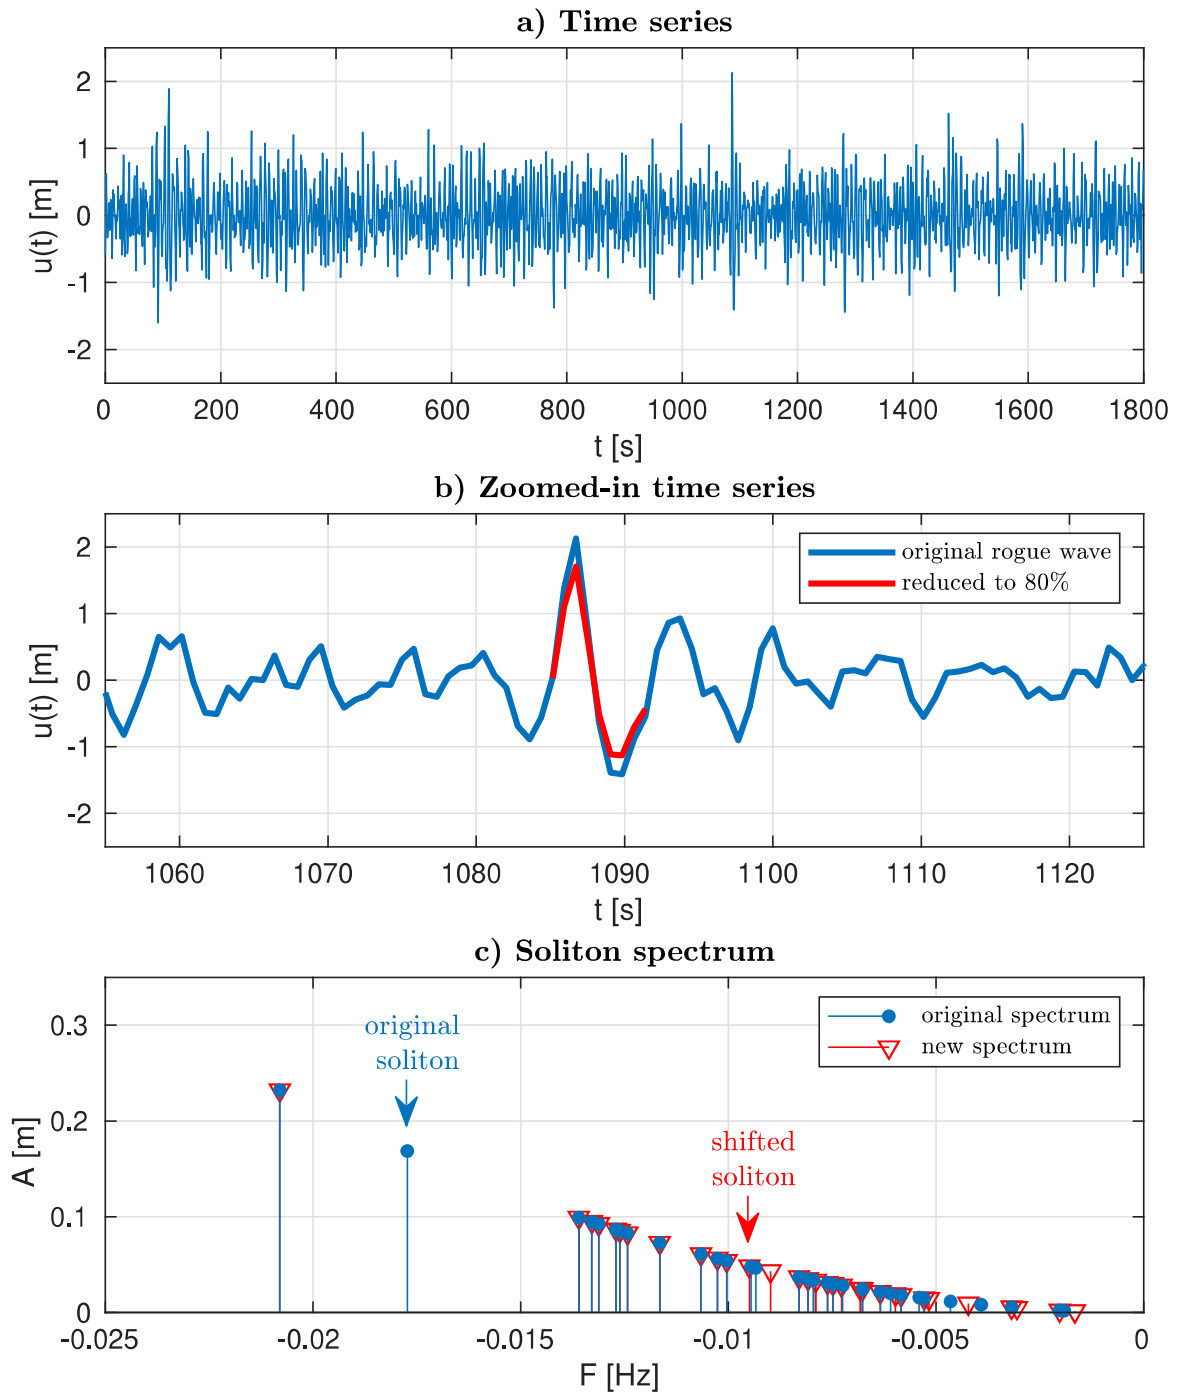 a) Time series
2
1
0
-1
-2
u(t) [m]
0 200 400 600 800 1000 1200 1400 1600 1800
t [s]
b) Zoomed-in time series
original rogue wave
reduced to 80%
2
1
0
-1
-2
u(t) [m]
1060 1070 1080 1090 1100 1110 1120
t [s]
c) Soliton spectrum
original spectrum
new spectrum
original
soliton
shifted
soliton
0.3
0.2
0.1
0
A [m]
-0.025 -0.02 -0.015 -0.01 -0.005 0
F [Hz]